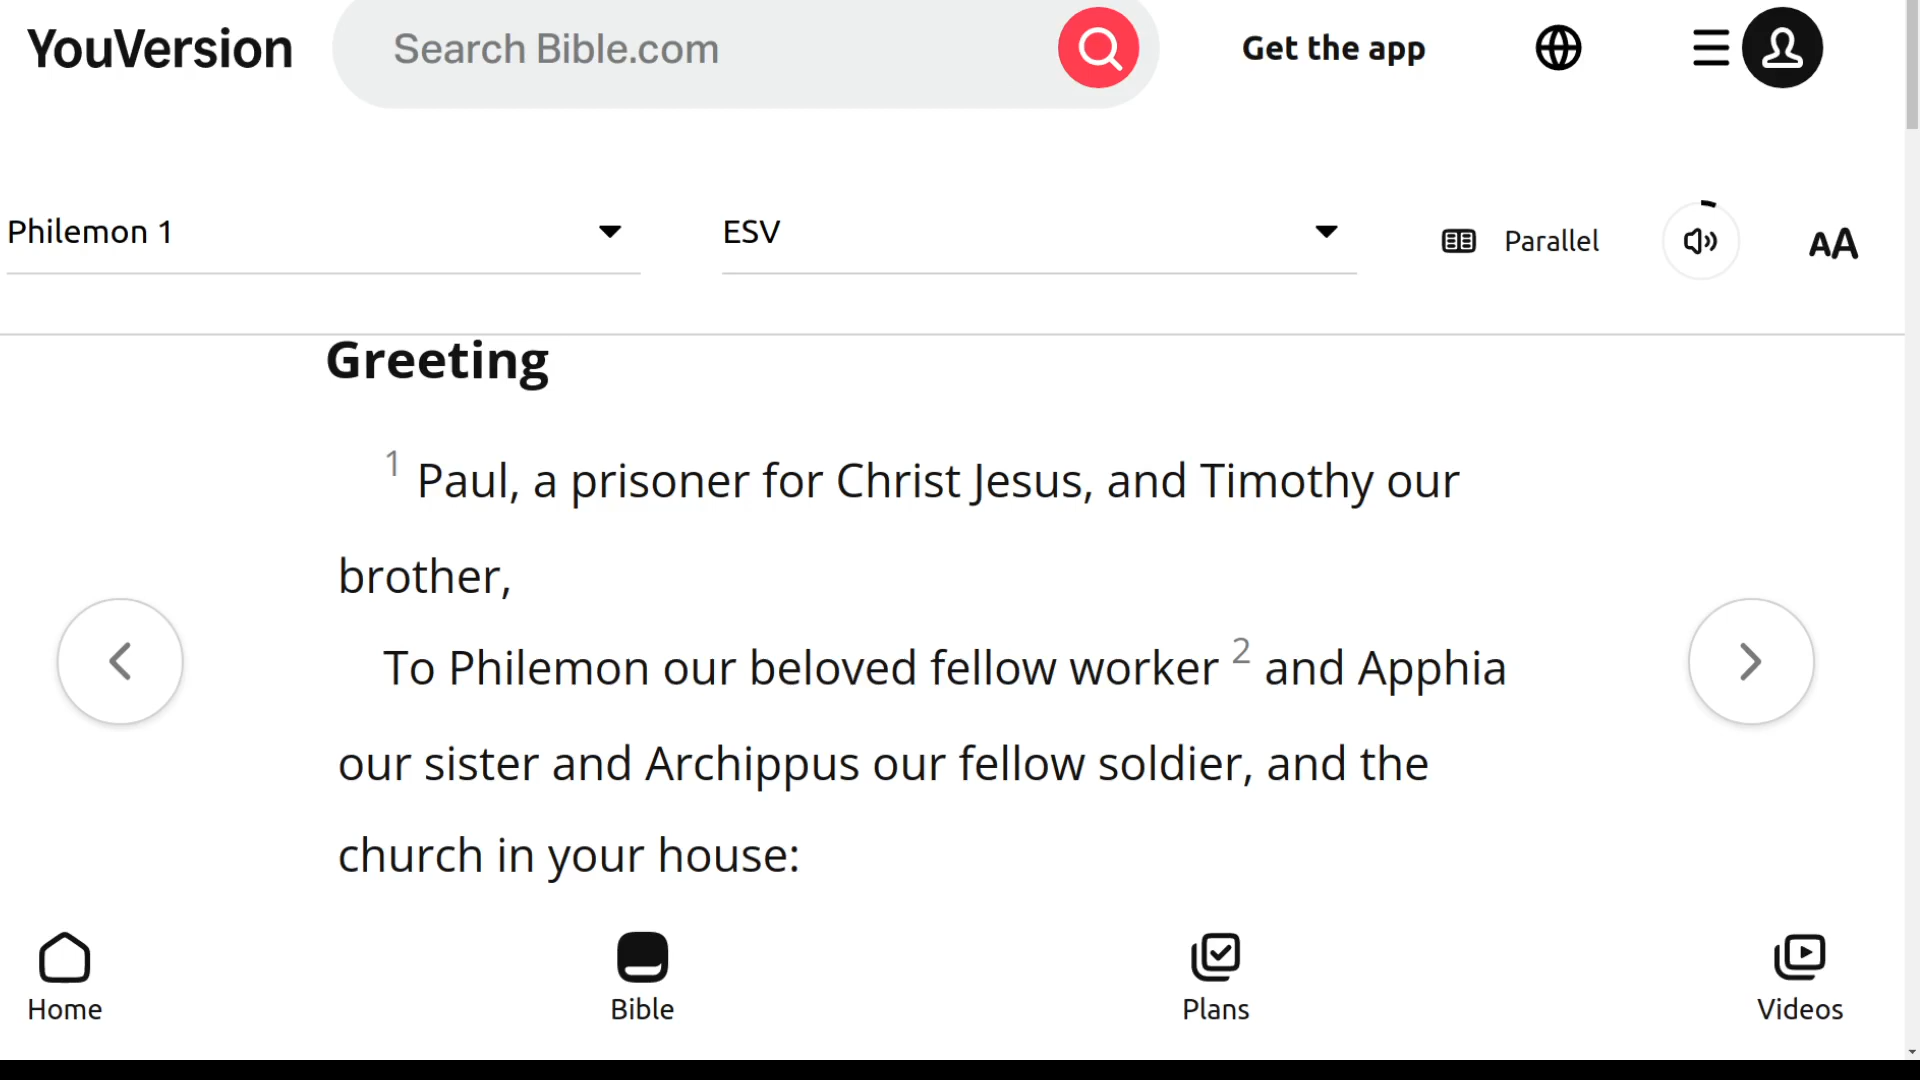 YouVersion
Search Bible.com
Get the app
Philemon 1
ESV
Parallel
AA
Greeting
1 Paul, a prisoner for Christ Jesus, and Timothy our
brother,
To Philemon our beloved fellow worker 2 and Apphia
our sister and Archippus our fellow soldier, and the
church in your house:
Home
Bible
Plans
Videos